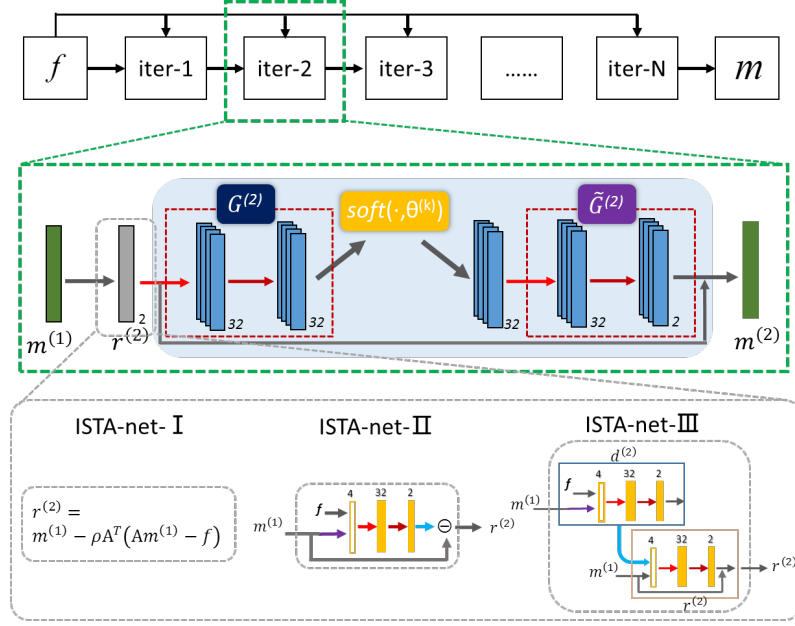 f iter-1 iter-2 iter-3 ...... iter-N m
G⁽²⁾ soft(·,θ⁽ᵏ⁾) G̃⁽²⁾
2 32 32 32 32 2
m⁽¹⁾ r⁽²⁾ m⁽²⁾
ISTA-net-Ⅰ ISTA-net-Ⅱ ISTA-net-Ⅲ
r⁽²⁾ =
m⁽¹⁾ − ρAᵀ(Am⁽¹⁾ − f)
4 32 2
f
m⁽¹⁾ ⊖ r⁽²⁾
d⁽²⁾
4 32 2
f
m⁽¹⁾
4 32 2
m⁽¹⁾ r⁽²⁾
r⁽²⁾